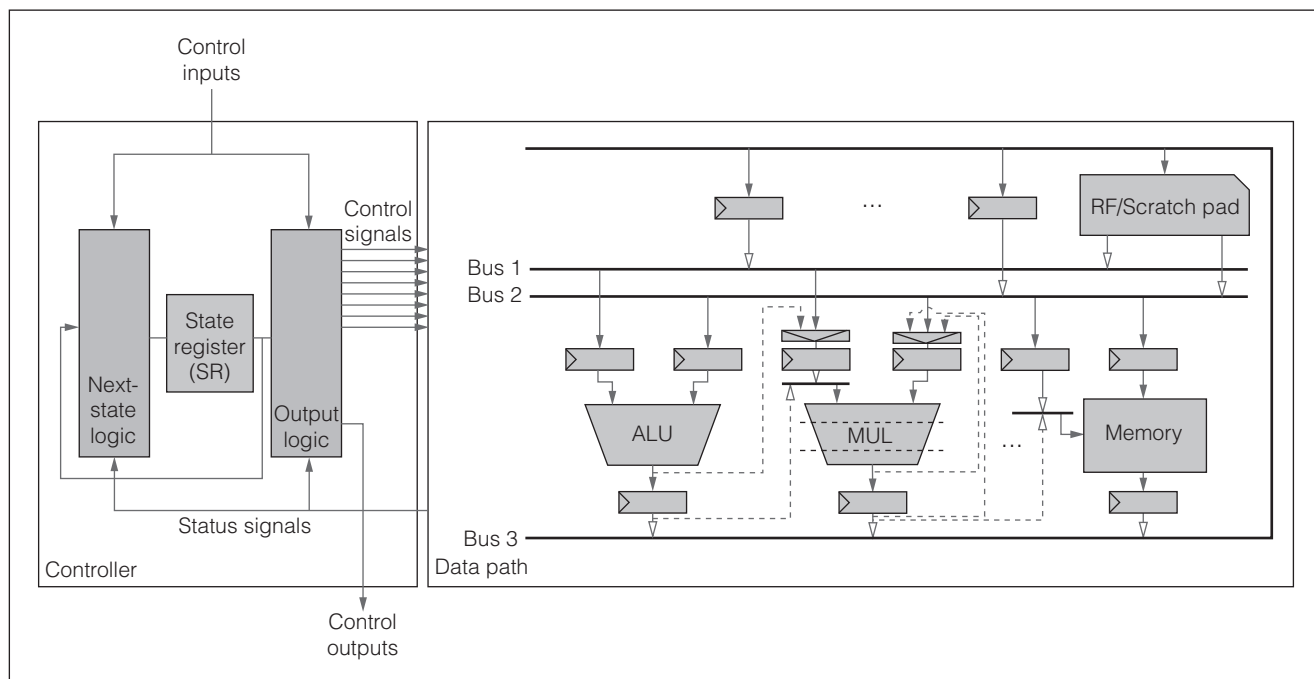 Control
inputs
Control
signals
RF/Scratch pad
...
Bus 1
Bus 2
State
register
(SR)
Next-
state
logic
Output
logic
ALU
MUL
...
Memory
Status signals
Bus 3
Controller
Data path
Control
outputs